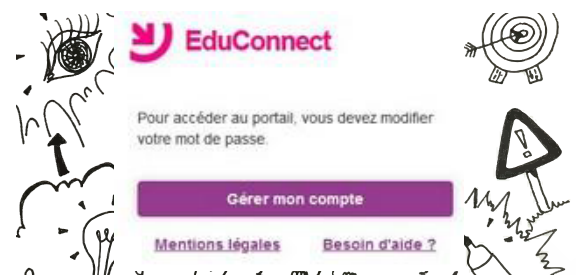 EduConnect
Pour accéder au portail, vous devez modifier
votre mot de passe.
Gérer mon compte
Mentions légales Besoin d'aide ?